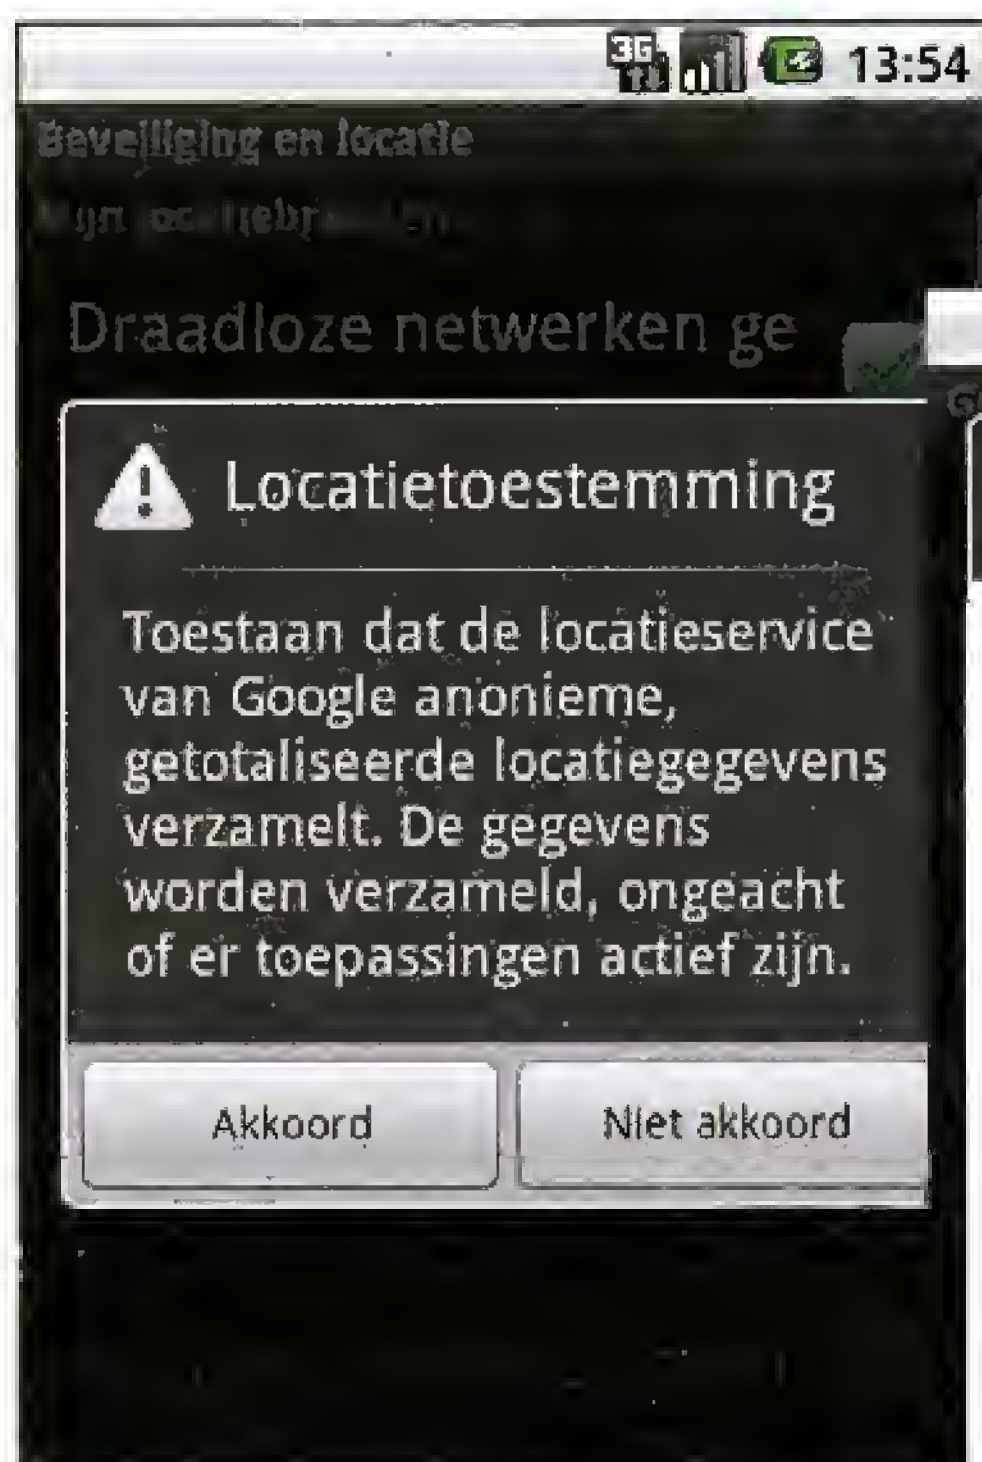 3G
13:54
Beveiliging en locatie
Draadloze netwerken ge
G
Locatietoestemming
Toestaan dat de locatieservice
van Google anonieme,
getotaliseerde locatiegegevens
verzamelt. De gegevens
worden verzameld, ongeacht
of er toepassingen actief zijn.
Akkoord
Niet akkoord